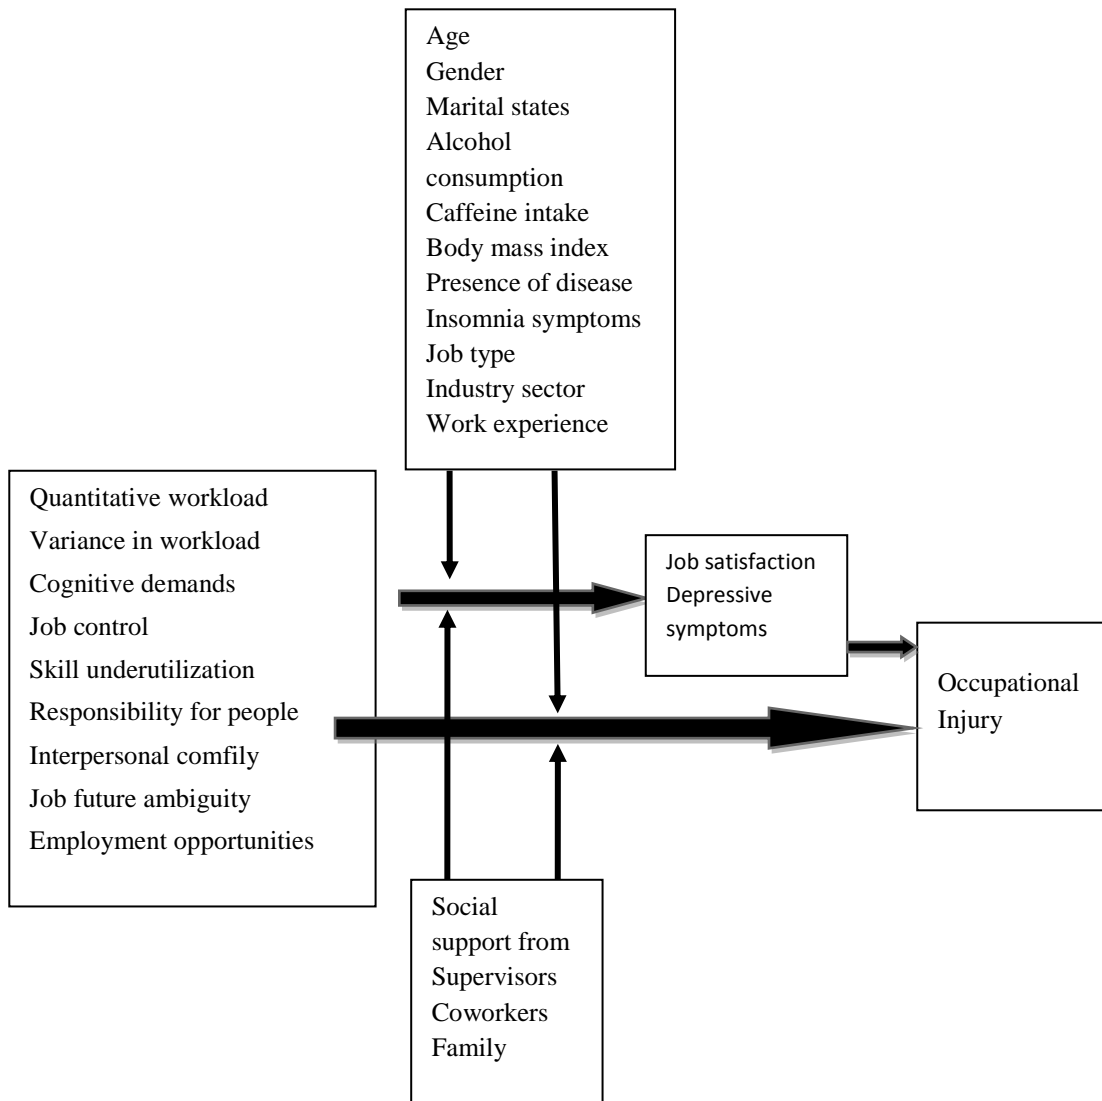 Age
Gender
Marital states
Alcohol
consumption
Caffeine intake
Body mass index
Presence of disease
Insomnia symptoms
Job type
Industry sector
Work experience
Quantitative workload
Variance in workload
Cognitive demands
Job control
Skill underutilization
Responsibility for people
Interpersonal comfily
Job future ambiguity
Employment opportunities
Job satisfaction
Depressive
symptoms
Occupational
Injury
Social
support from
Supervisors
Coworkers
Family